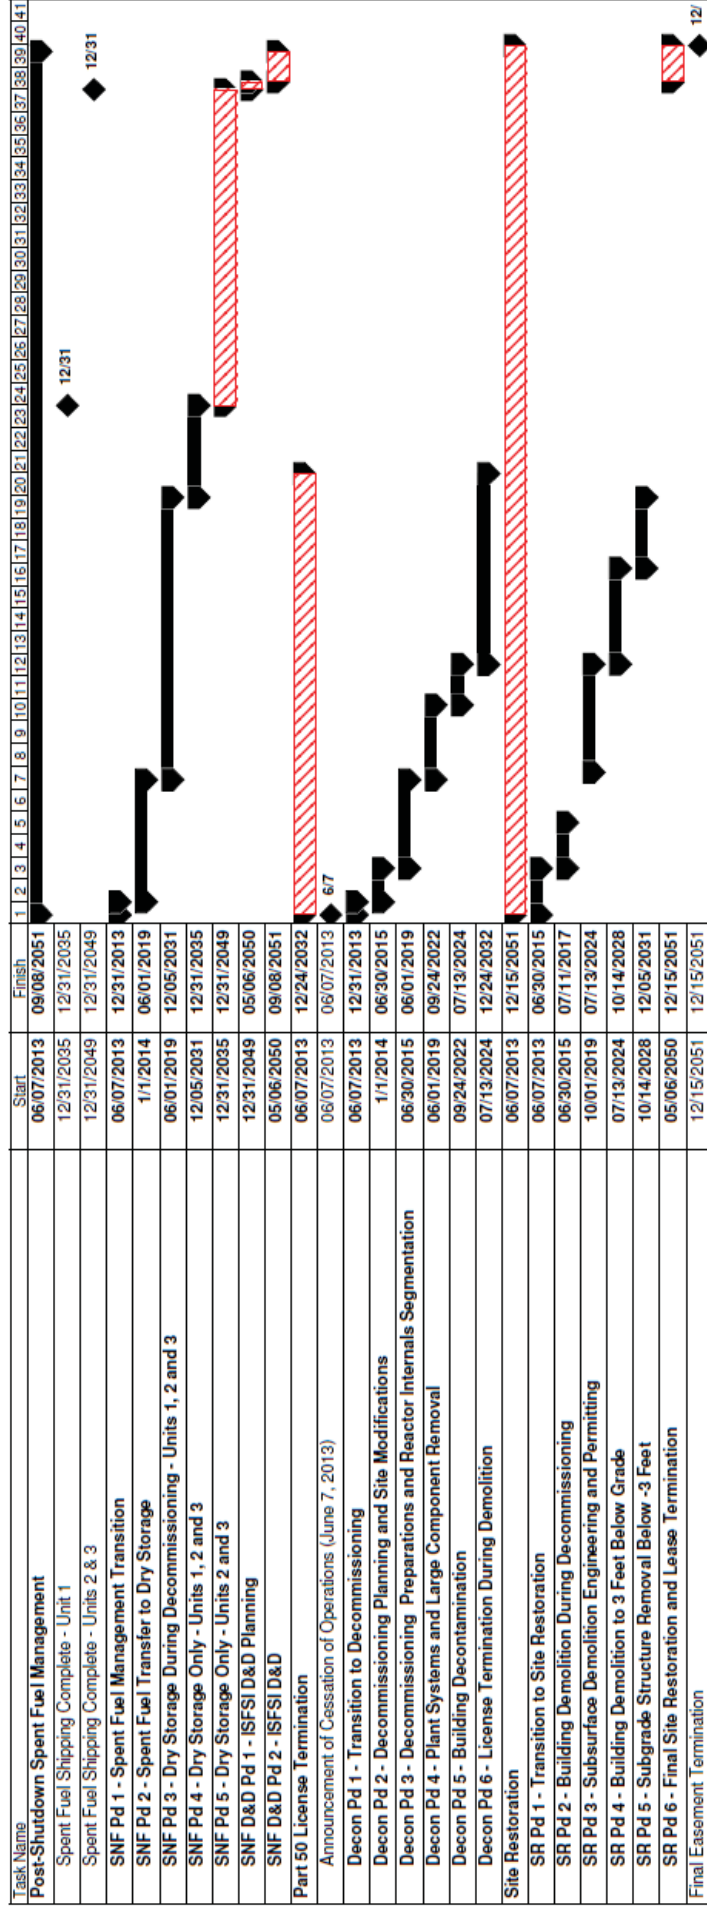 Task Name Start Finish 1 2 3 4 5 6 7 8 9 10 11 12 13 14 15 16 17 18 19 20 21 22 23 24 25 26 27 28 29 30 31 32 33 34 35 36 37 38 39 40 41
Post-Shutdown Spent Fuel Management 06/07/2013 09/08/2051
Spent Fuel Shipping Complete - Unit 1 12/31/2035 12/31/2035 12/31
Spent Fuel Shipping Complete - Units 2 & 3 12/31/2049 12/31/2049 12/31
SNF Pd 1 - Spent Fuel Management Transition 06/07/2013 12/31/2013
SNF Pd 2 - Spent Fuel Transfer to Dry Storage 1/1/2014 06/01/2019
SNF Pd 3 - Dry Storage During Decommissioning - Units 1, 2 and 3 06/01/2019 12/05/2031
SNF Pd 4 - Dry Storage Only - Units 1, 2 and 3 12/05/2031 12/31/2035
SNF Pd 5 - Dry Storage Only - Units 2 and 3 12/31/2035 12/31/2049
SNF D&D Pd 1 - ISFSI D&D Planning 12/31/2049 05/06/2050
SNF D&D Pd 2 - ISFSI D&D 05/06/2050 09/08/2051
Part 50 License Termination 06/07/2013 12/24/2032
Announcement of Cessation of Operations (June 7, 2013) 06/07/2013 06/07/2013 6/7
Decon Pd 1 - Transition to Decommissioning 06/07/2013 12/31/2013
Decon Pd 2 - Decommissioning Planning and Site Modifications 1/1/2014 06/30/2015
Decon Pd 3 - Decommissioning Preparations and Reactor Internals Segmentation 06/30/2015 06/01/2019
Decon Pd 4 - Plant Systems and Large Component Removal 06/01/2019 09/24/2022
Decon Pd 5 - Building Decontamination 09/24/2022 07/13/2024
Decon Pd 6 - License Termination During Demolition 07/13/2024 12/24/2032
Site Restoration 06/07/2013 12/15/2051
SR Pd 1 - Transition to Site Restoration 06/07/2013 06/30/2015
SR Pd 2 - Building Demolition During Decommissioning 06/30/2015 07/11/2017
SR Pd 3 - Subsurface Demolition Engineering and Permitting 10/01/2019 07/13/2024
SR Pd 4 - Building Demolition to 3 Feet Below Grade 07/13/2024 10/14/2028
SR Pd 5 - Subgrade Structure Removal Below -3 Feet 10/14/2028 12/05/2031
SR Pd 6 - Final Site Restoration and Lease Termination 05/06/2050 12/15/2051
Final Easement Termination 12/15/2051 12/15/2051 12/